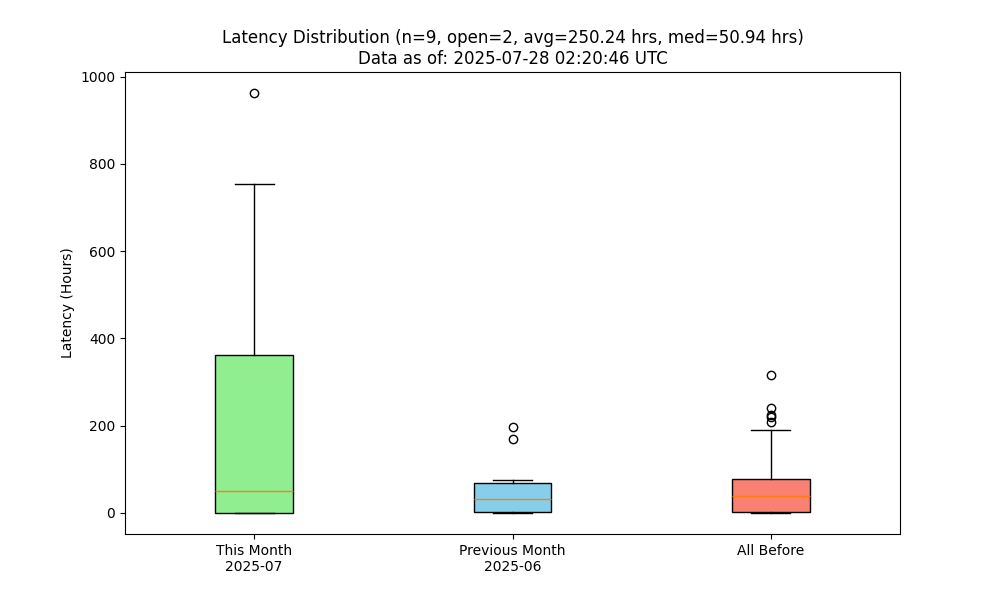 Latency Distribution (n=9, open=2, avg=250.24 hrs, med=50.94 hrs)
Data as of: 2025-07-28 02:20:46 UTC
1000
800
600
400
200
0
Latency (Hours)
This Month
2025-07
Previous Month
2025-06
All Before